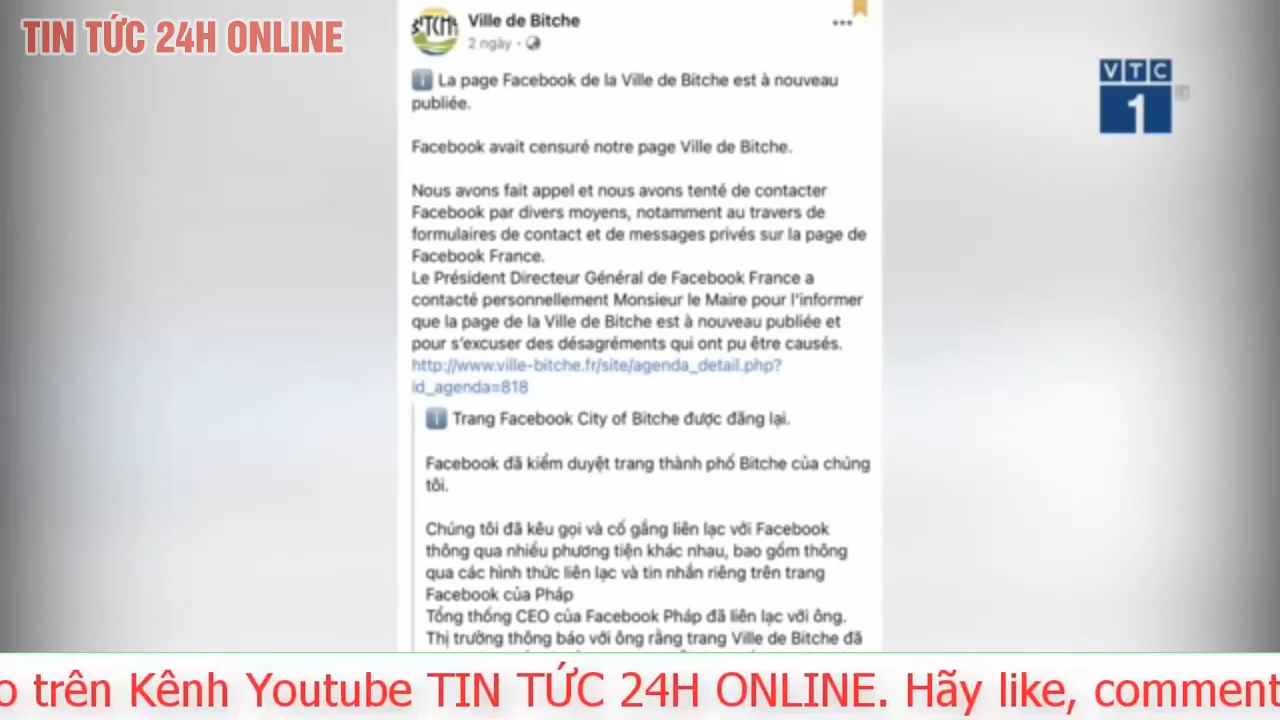 TIN TỨC 24H ONLINE
Ville de Bitche
2 ngày
VTC
1
La page Facebook de la Ville de Bitche est à nouveau
publiée.
Facebook avait censuré notre page Ville de Bitche.
Nous avons fait appel et nous avons tenté de contacter
Facebook par divers moyens, notamment au travers de
formulaires de contact et de messages privés sur la page de
Facebook France.
Le Président Directeur Général de Facebook France a
contacté personnellement Monsieur le Maire pour l'informer
que la page de la Ville de Bitche est à nouveau publiée et
pour s'excuser des désagréments qui ont pu être causés.
http://www.ville-bitche.fr/site/agenda_detail.php?
id_agenda=818
Trang Facebook City of Bitche được đăng lại.
Facebook đã kiểm duyệt trang thành phố Bitche của chúng
tôi.
Chúng tôi đã kêu gọi và cố gắng liên lạc với Facebook
thông qua nhiều phương tiện khác nhau, bao gồm thông
qua các hình thức liên lạc và tin nhắn riêng trên trang
Facebook của Pháp
Tổng thống CEO của Facebook Pháp đã liên lạc với ông.
Thị trưởng thông báo với ông rằng trang Ville de Bitche đã
o trên Kênh Youtube TIN TỨC 24H ONLINE. Hãy like, comment